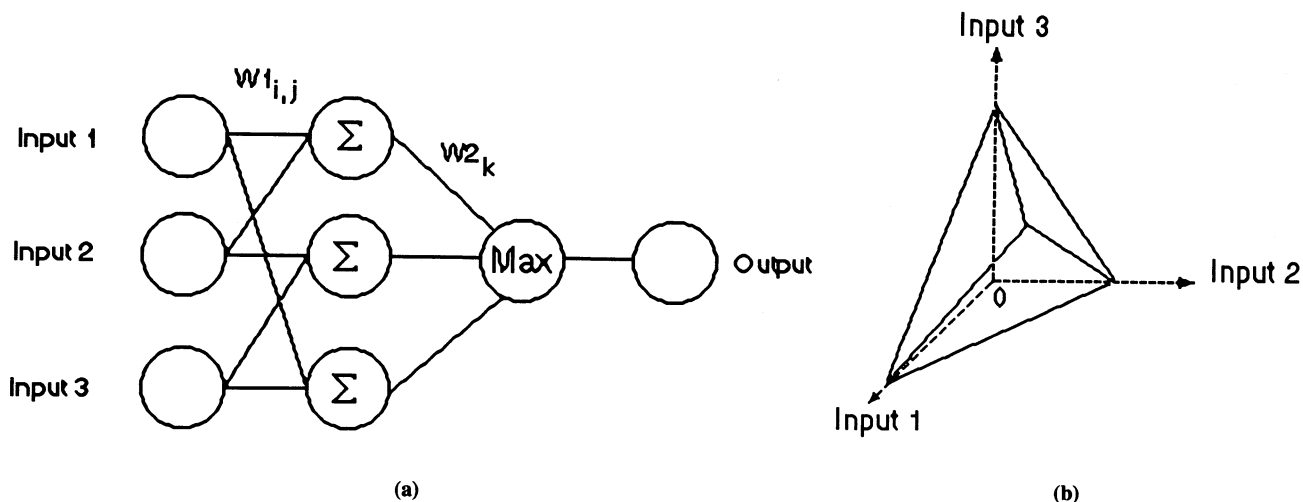 W1i,j
Input 1
Σ
W2k
Input 2
Σ
Max
Output
Input 3
Σ
(a)
Input 3
Input 2
0
Input 1
(b)